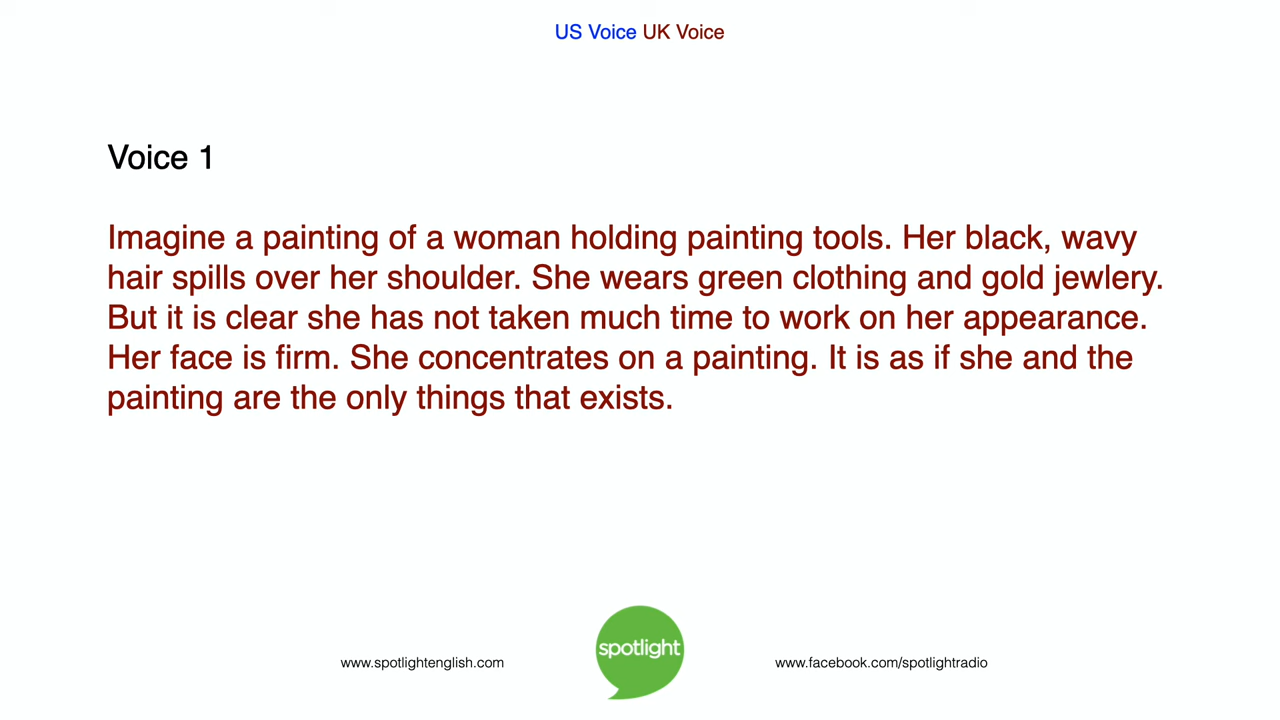 US Voice UK Voice
Voice 1
Imagine a painting of a woman holding painting tools. Her black, wavy
hair spills over her shoulder. She wears green clothing and gold jewlery.
But it is clear she has not taken much time to work on her appearance.
Her face is firm. She concentrates on a painting. It is as if she and the
painting are the only things that exists.
spotlight
www.spotlightenglish.com
www.facebook.com/spotlightradio